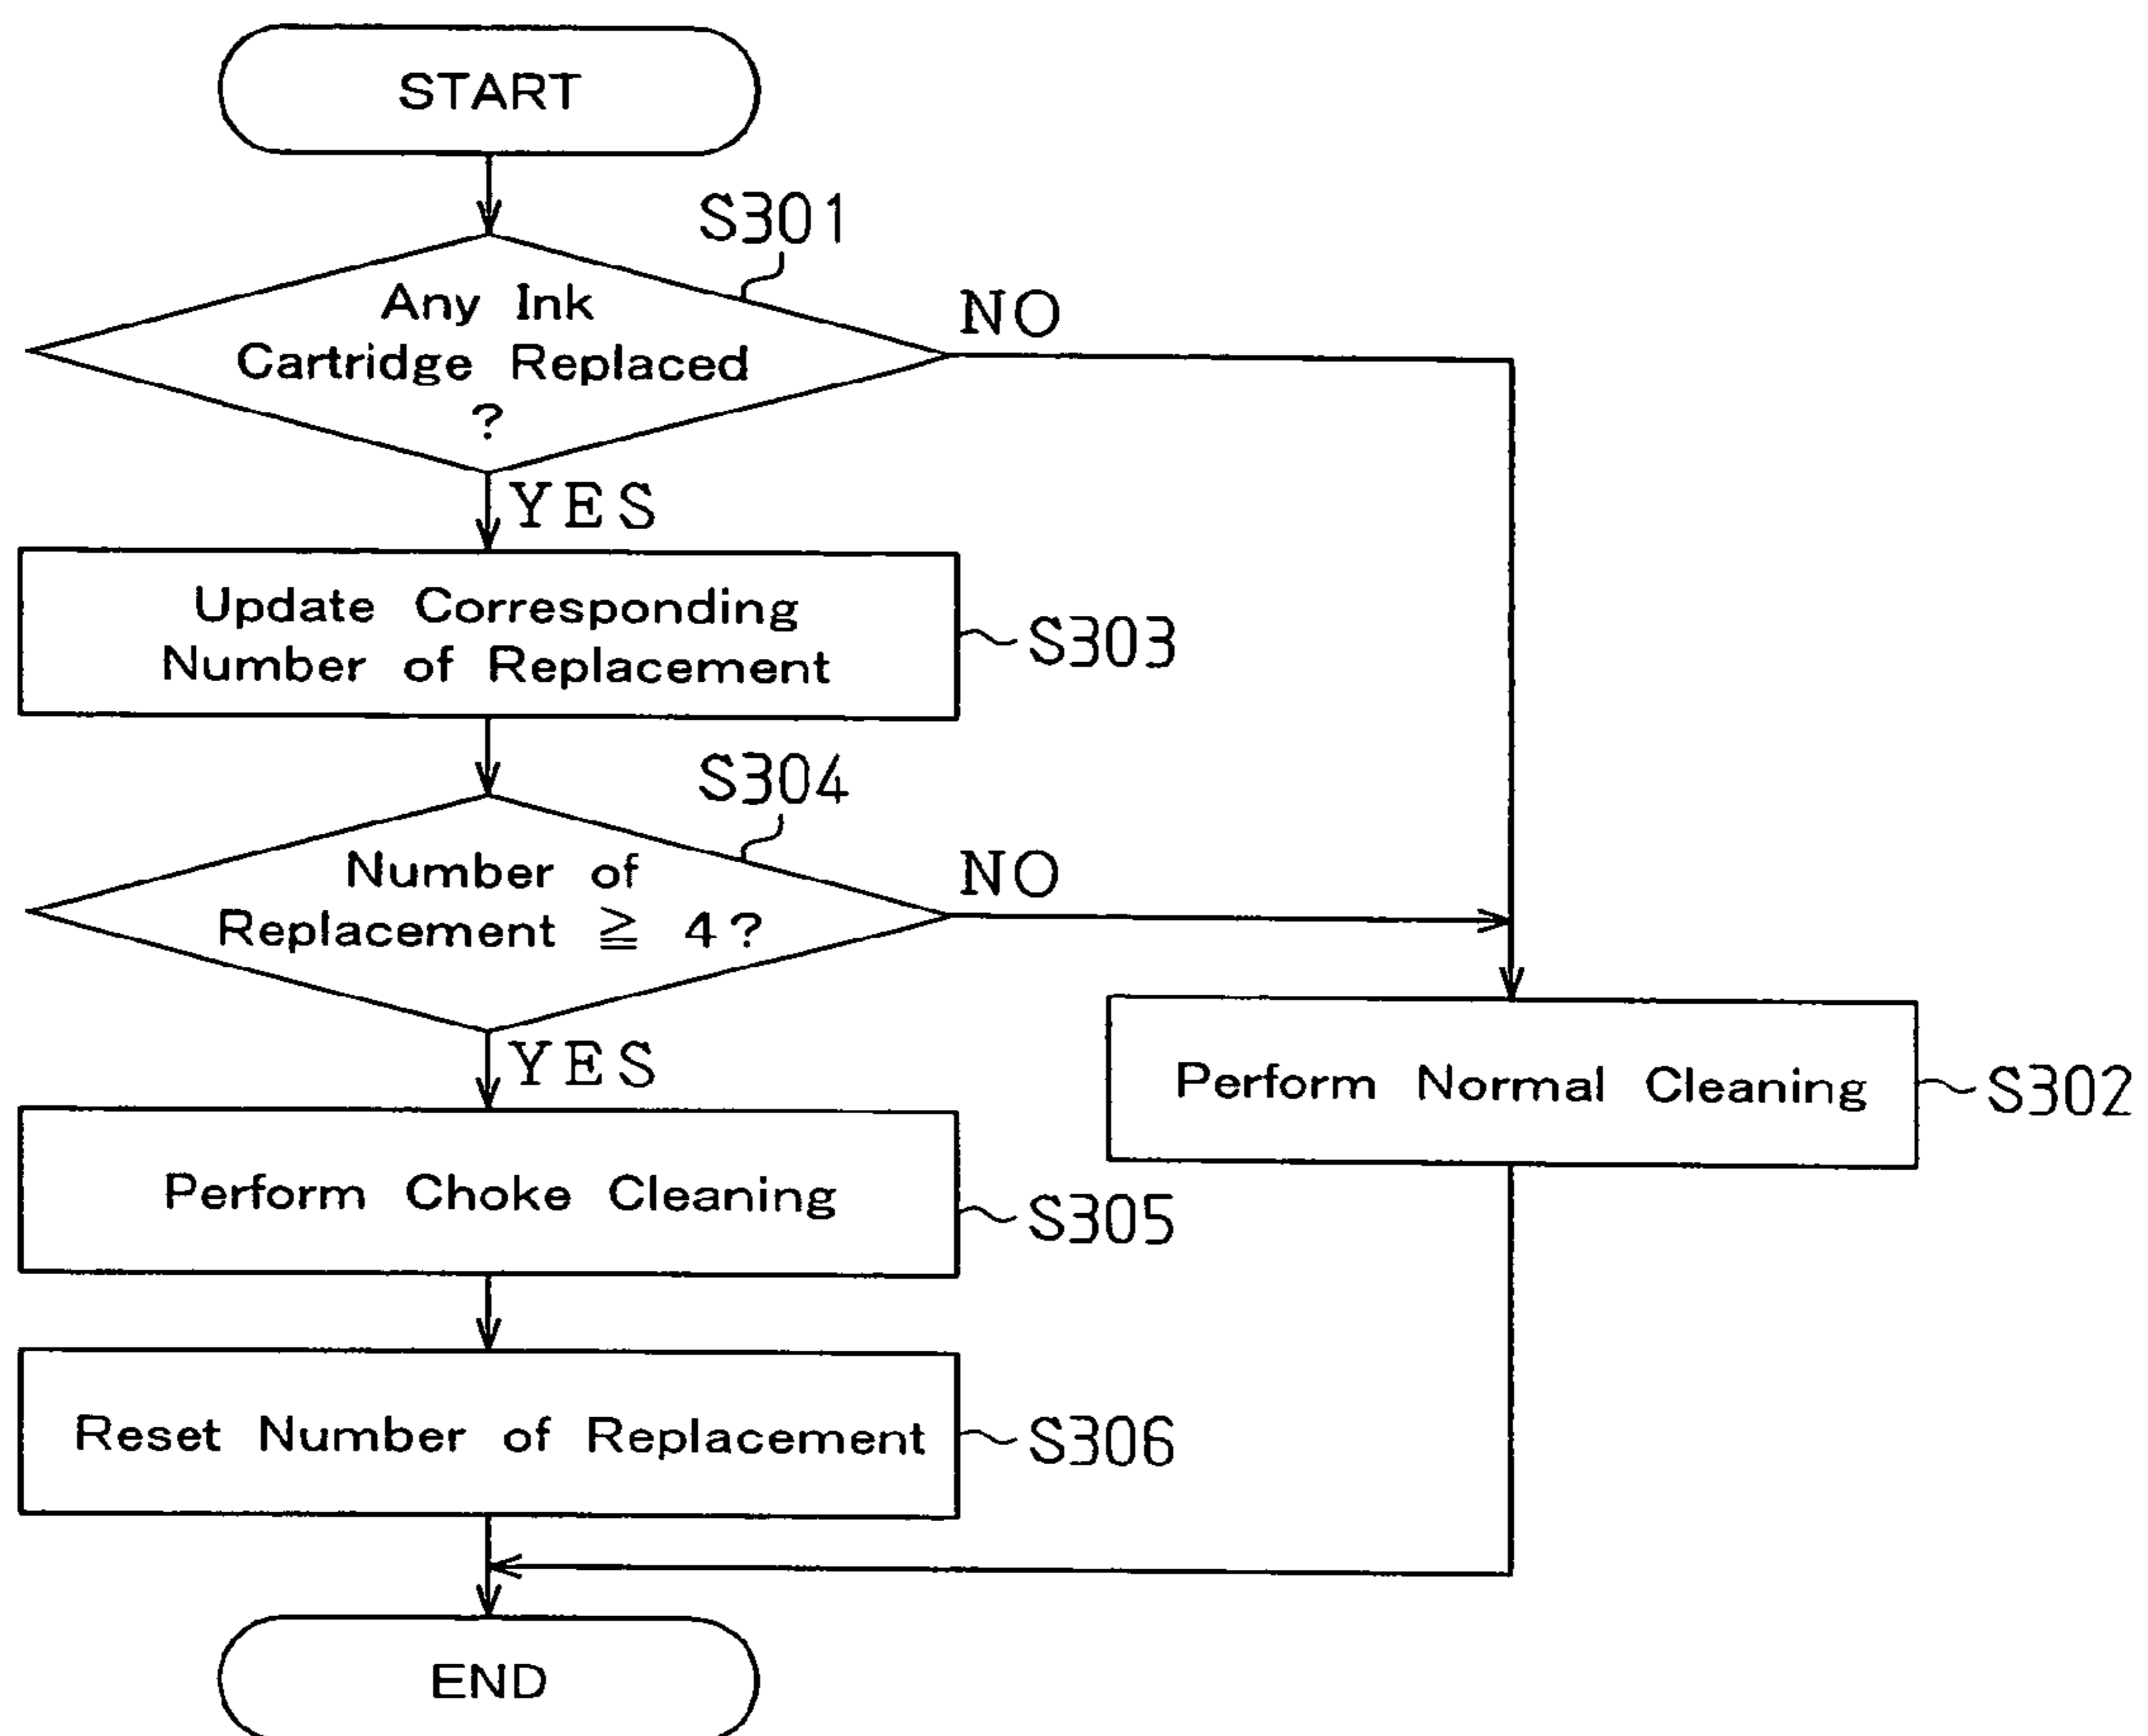 START
S301
Any Ink
Cartridge Replaced
?
NO
YES
Update Corresponding
Number of Replacement
S303
S304
Number of
Replacement ≧ 4?
NO
YES
Perform Normal Cleaning
S302
Perform Choke Cleaning
S305
Reset Number of Replacement
S306
END